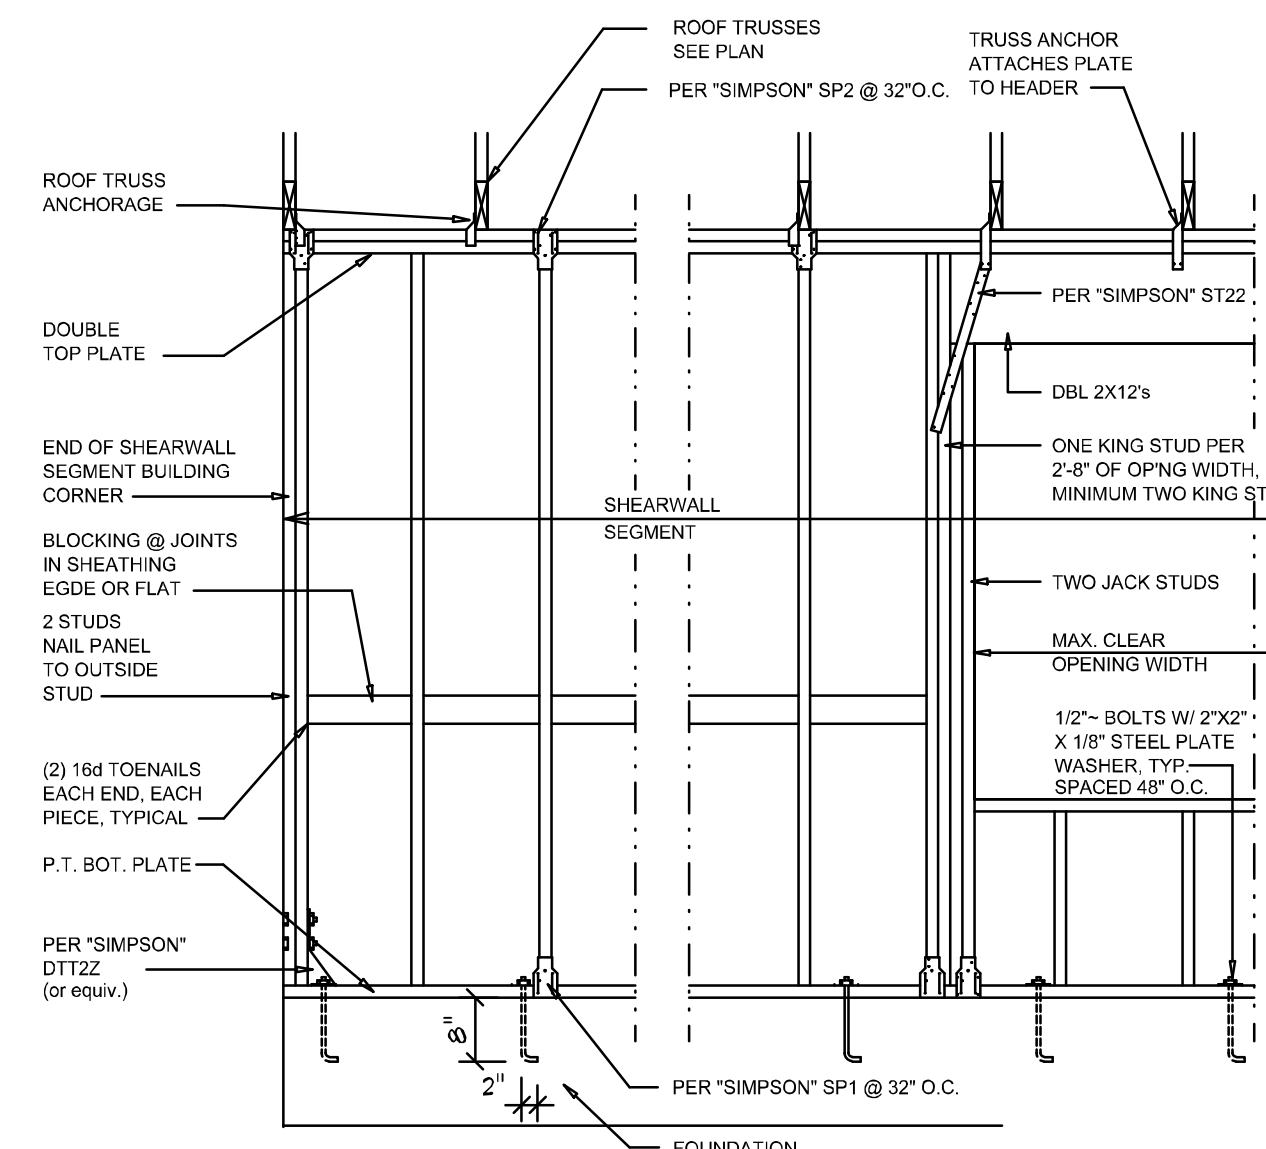 ROOF TRUSSES
SEE PLAN
TRUSS ANCHOR
ATTACHES PLATE
TO HEADER
PER "SIMPSON" SP2 @ 32"O.C.
ROOF TRUSS
ANCHORAGE
PER "SIMPSON" ST22
DOUBLE
TOP PLATE
DBL 2X12's
END OF SHEARWALL
SEGMENT BUILDING
CORNER
ONE KING STUD PER
2'-8" OF OP'NG WIDTH,
MINIMUM TWO KING ST
SHEARWALL
SEGMENT
BLOCKING @ JOINTS
IN SHEATHING
EGDE OR FLAT
TWO JACK STUDS
2 STUDS
NAIL PANEL
TO OUTSIDE
STUD
MAX. CLEAR
OPENING WIDTH
1/2"~ BOLTS W/ 2"X2"
X 1/8" STEEL PLATE
WASHER, TYP.
SPACED 48" O.C.
(2) 16d TOENAILS
EACH END, EACH
PIECE, TYPICAL
P.T. BOT. PLATE
PER "SIMPSON"
DTT2Z
(or equiv.)
8"
2"
PER "SIMPSON" SP1 @ 32" O.C.
FOUNDATION